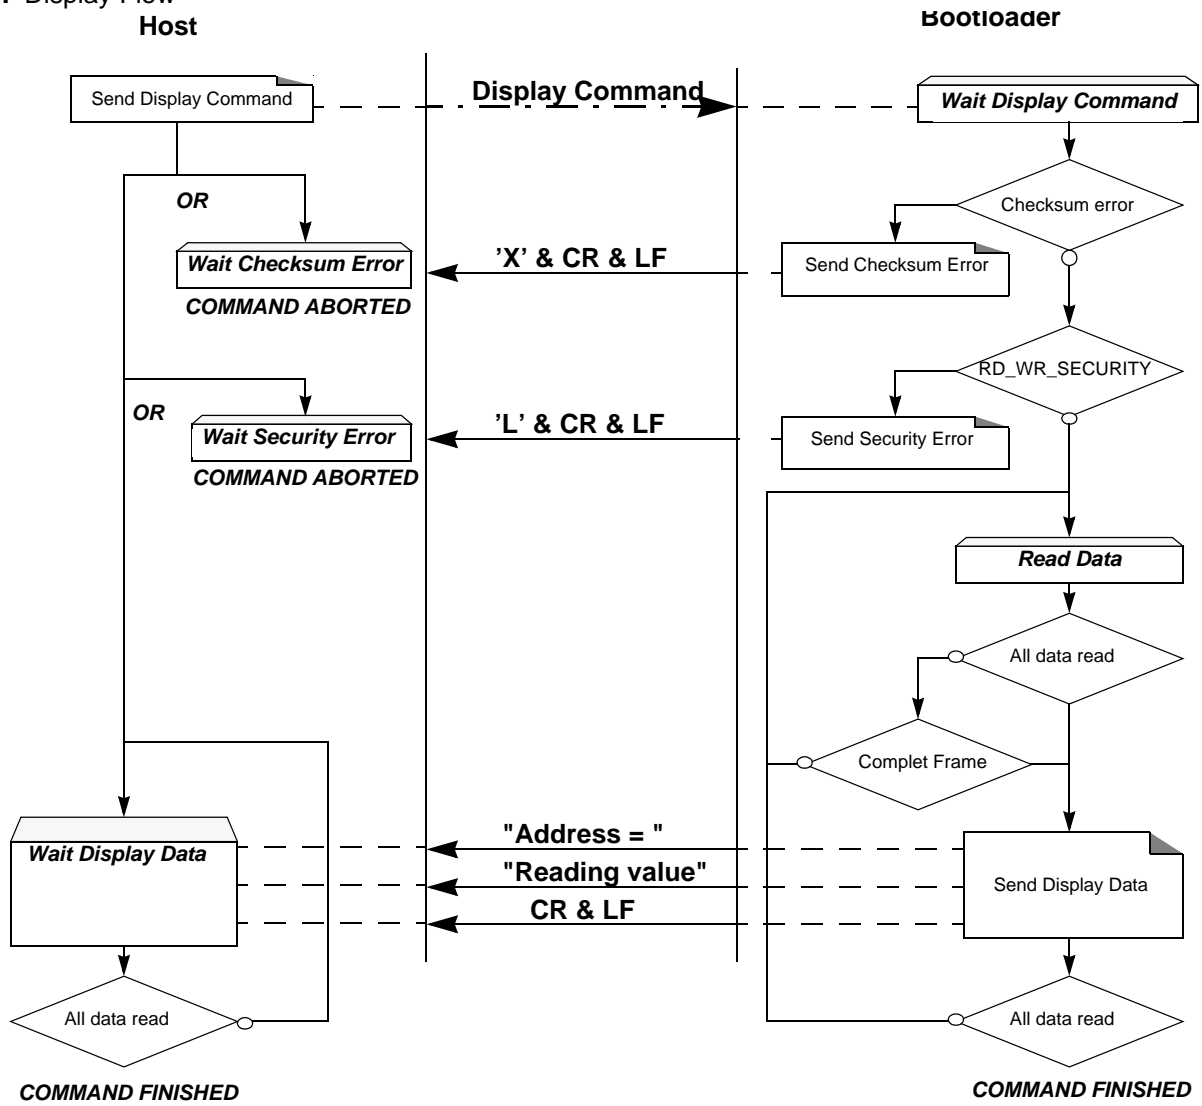 Display Flow
Host
Bootloader
Send Display Command
Display Command
Wait Display Command
OR
Checksum error
Wait Checksum Error
'X' & CR & LF
Send Checksum Error
COMMAND ABORTED
RD_WR_SECURITY
OR
Wait Security Error
'L' & CR & LF
Send Security Error
COMMAND ABORTED
Read Data
All data read
Complet Frame
"Address = "
Wait Display Data
"Reading value"
Send Display Data
CR & LF
All data read
All data read
COMMAND FINISHED
COMMAND FINISHED